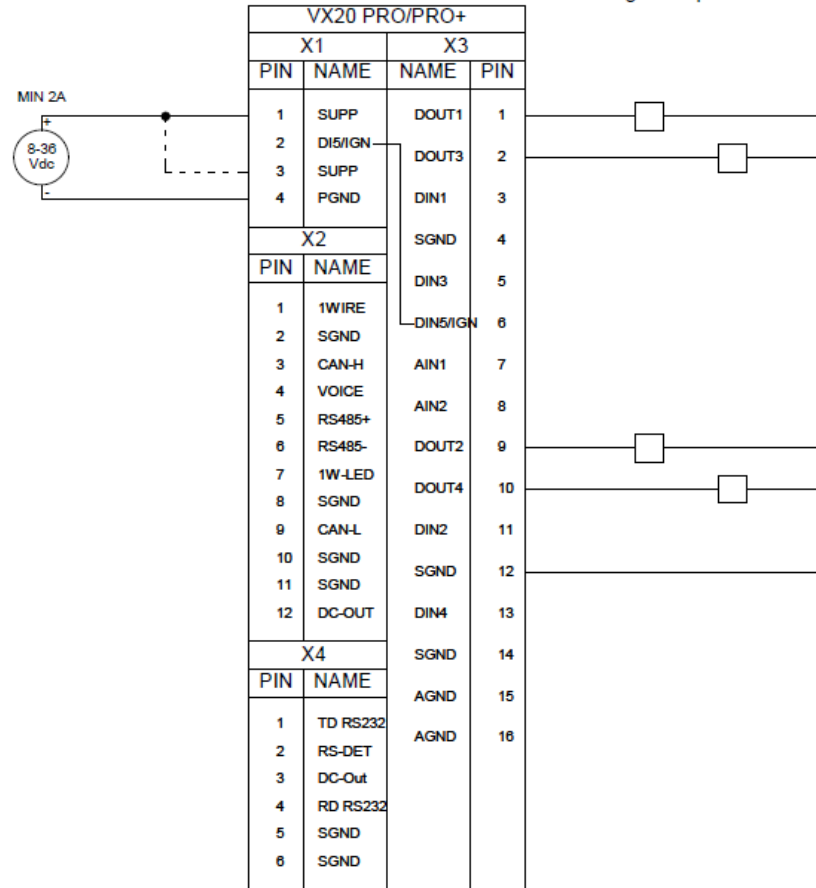 VX20 PRO/PRO+
X1
PIN NAME
MIN 2A
+
8-36
Vdc
-
1 SUPP
2 DI5/IGN
3 SUPP
4 PGND
X2
PIN NAME
1 1WIRE
2 SGND
3 CAN-H
4 VOICE
5 RS485+
6 RS485-
7 1W-LED
8 SGND
9 CAN-L
10 SGND
11 SGND
12 DC-OUT
X4
PIN NAME
1 TD RS232
2 RS-DET
3 DC-Out
4 RD RS232
5 SGND
6 SGND
X3
NAME PIN
DOUT1 1
DOUT3 2
DIN1 3
SGND 4
DIN3 5
DIN5/IGN 6
AIN1 7
AIN2 8
DOUT2 9
DOUT4 10
DIN2 11
SGND 12
DIN4 13
SGND 14
AGND 15
AGND 16